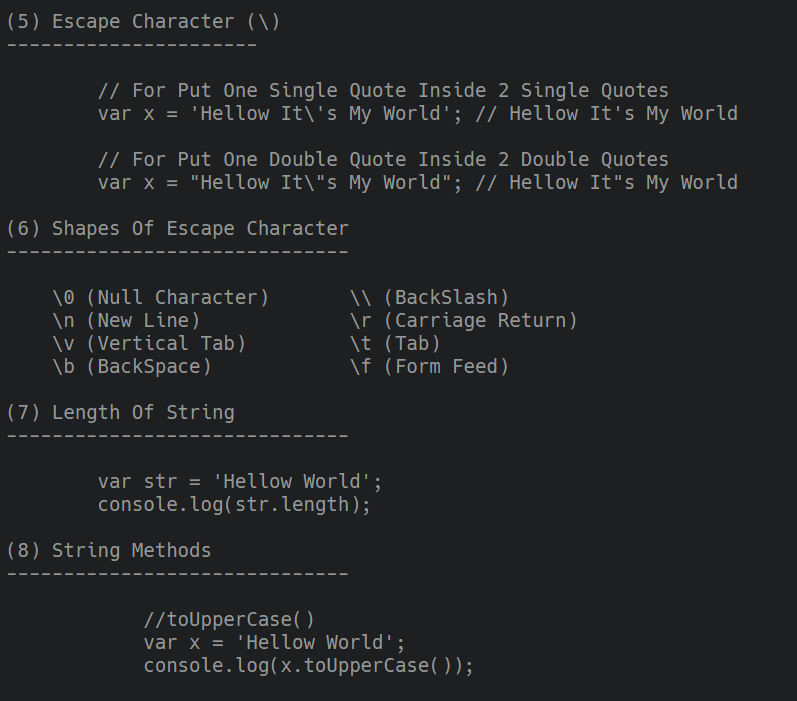 (5) Escape Character (\)
----------------------
// For Put One Single Quote Inside 2 Single Quotes
var x = 'Hellow It\'s My World'; // Hellow It's My World
// For Put One Double Quote Inside 2 Double Quotes
var x = "Hellow It\"s My World"; // Hellow It"s My World
(6) Shapes Of Escape Character
------------------------------
\0 (Null Character)       \\ (BackSlash)
\n (New Line)             \r (Carriage Return)
\v (Vertical Tab)         \t (Tab)
\b (BackSpace)            \f (Form Feed)
(7) Length Of String
------------------------------
var str = 'Hellow World';
console.log(str.length);
(8) String Methods
------------------------------
//toUpperCase()
var x = 'Hellow World';
console.log(x.toUpperCase());